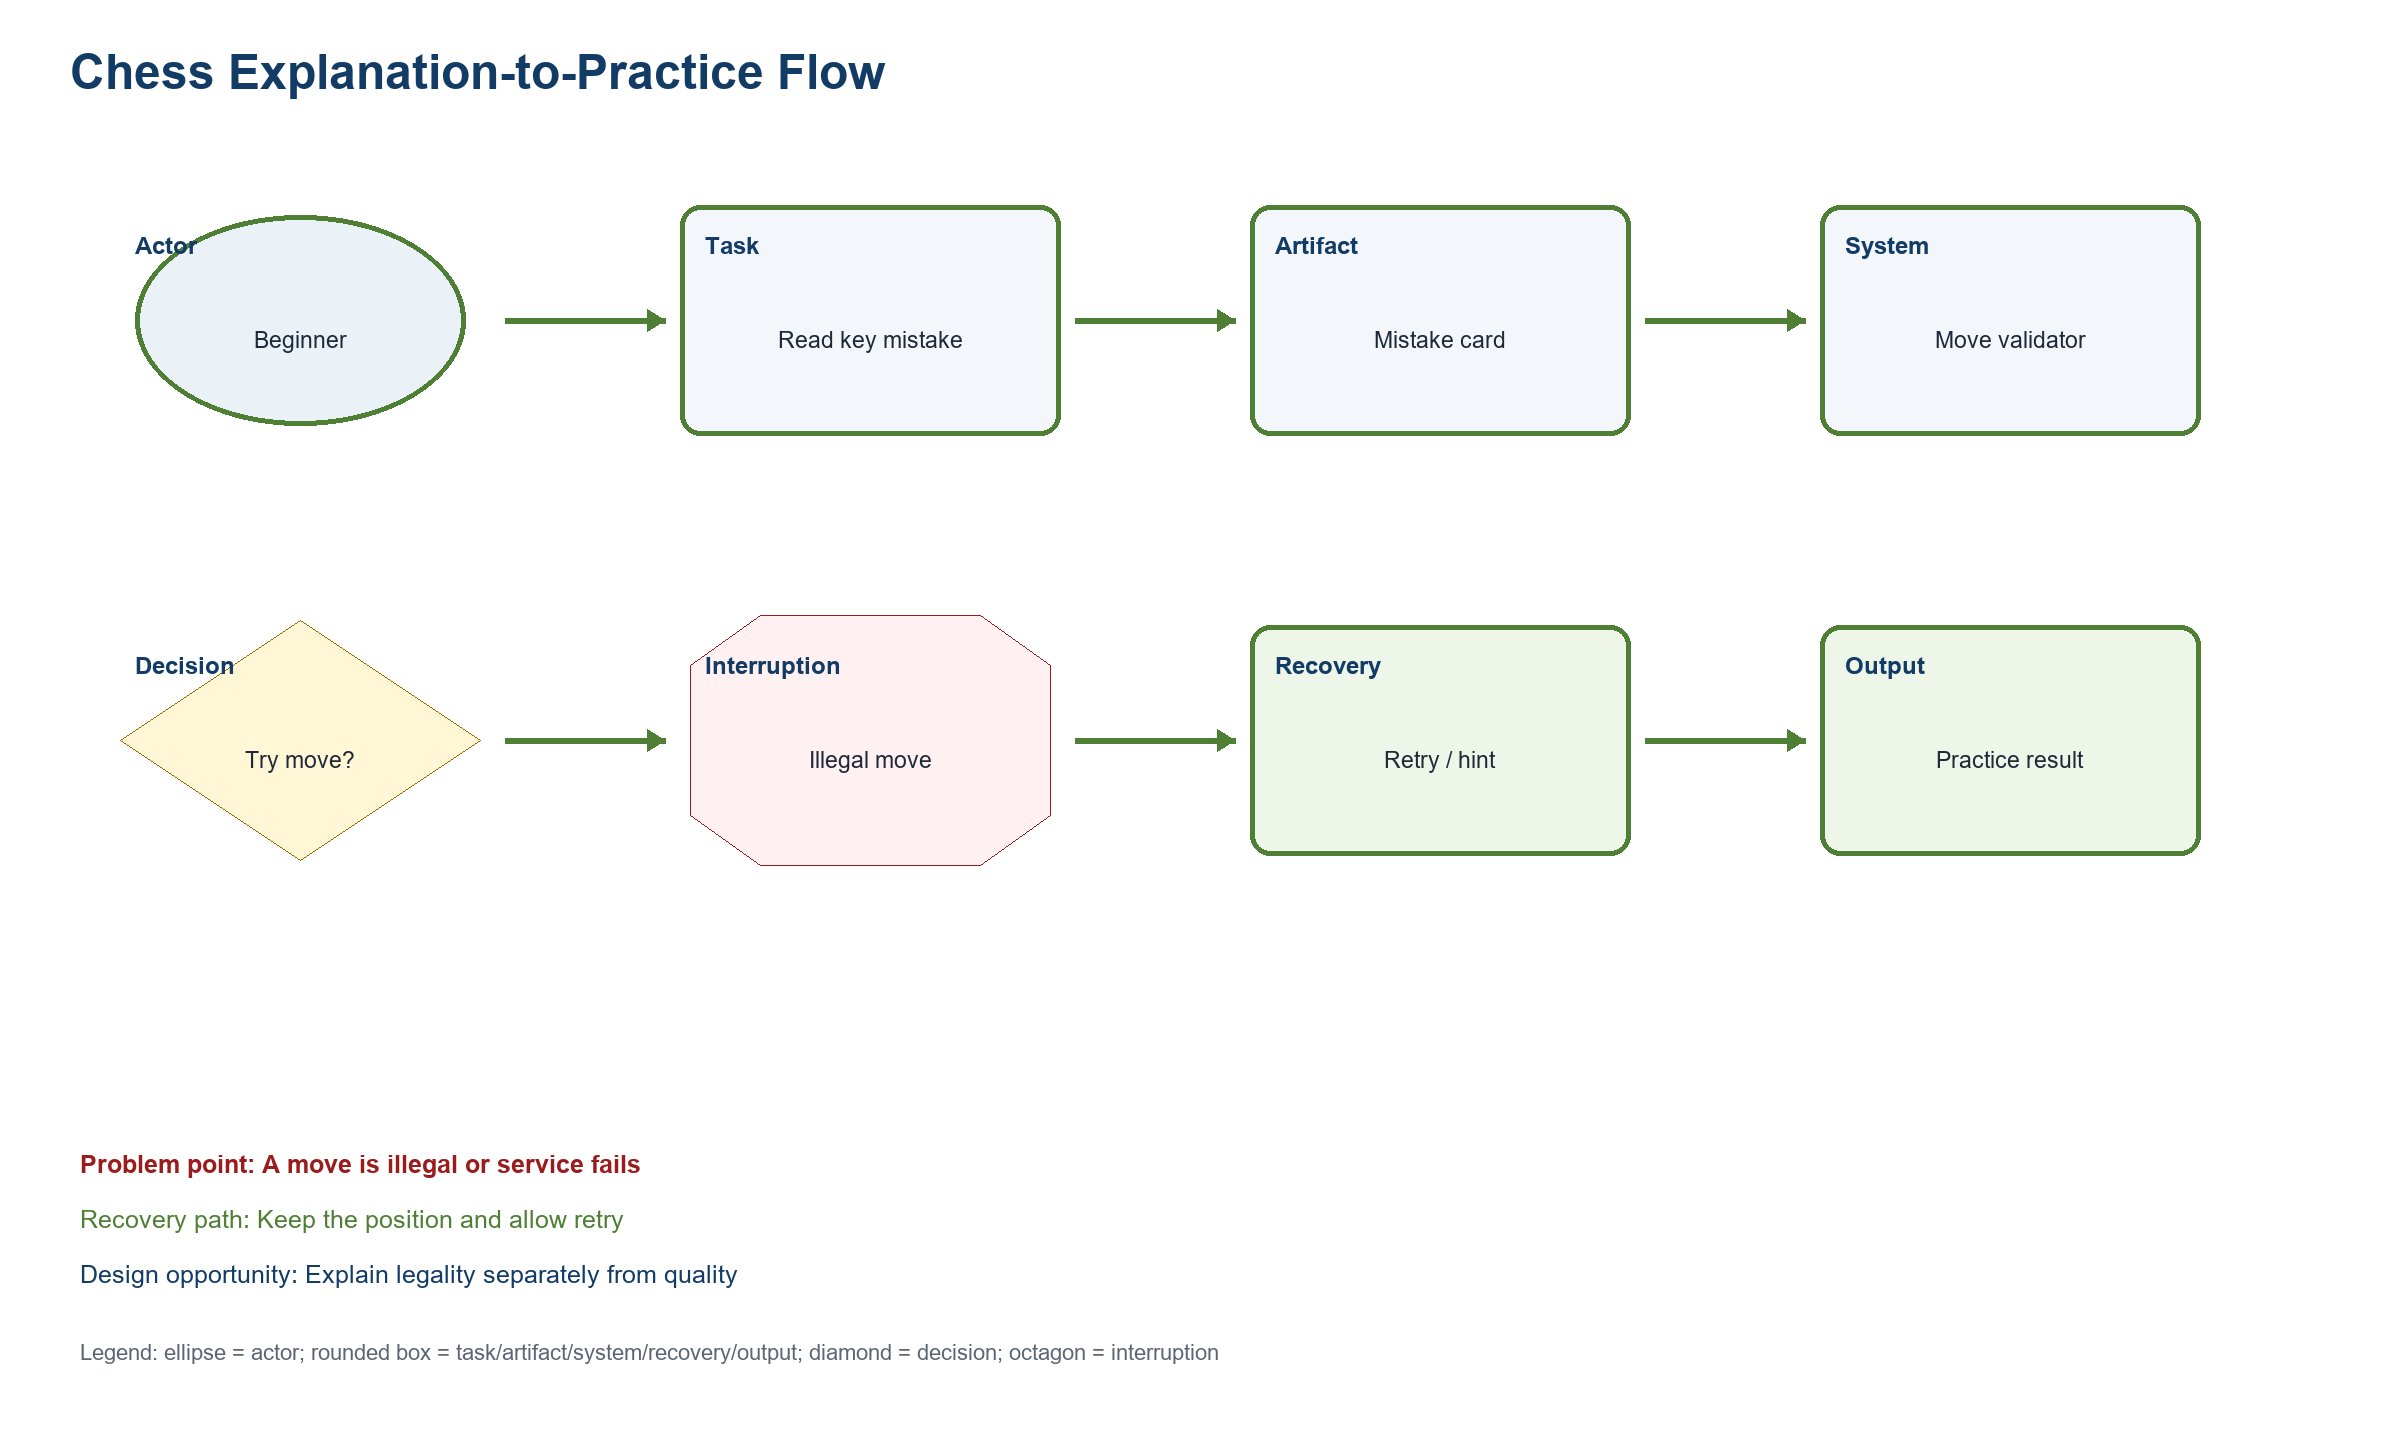 Chess Explanation-to-Practice Flow
Actor
Beginner
Task
Read key mistake
Artifact
Mistake card
System
Move validator
Decision
Try move?
Interruption
Illegal move
Recovery
Retry / hint
Output
Practice result
Problem point: A move is illegal or service fails
Recovery path: Keep the position and allow retry
Design opportunity: Explain legality separately from quality
Legend: ellipse = actor; rounded box = task/artifact/system/recovery/output; diamond = decision; octagon = interruption